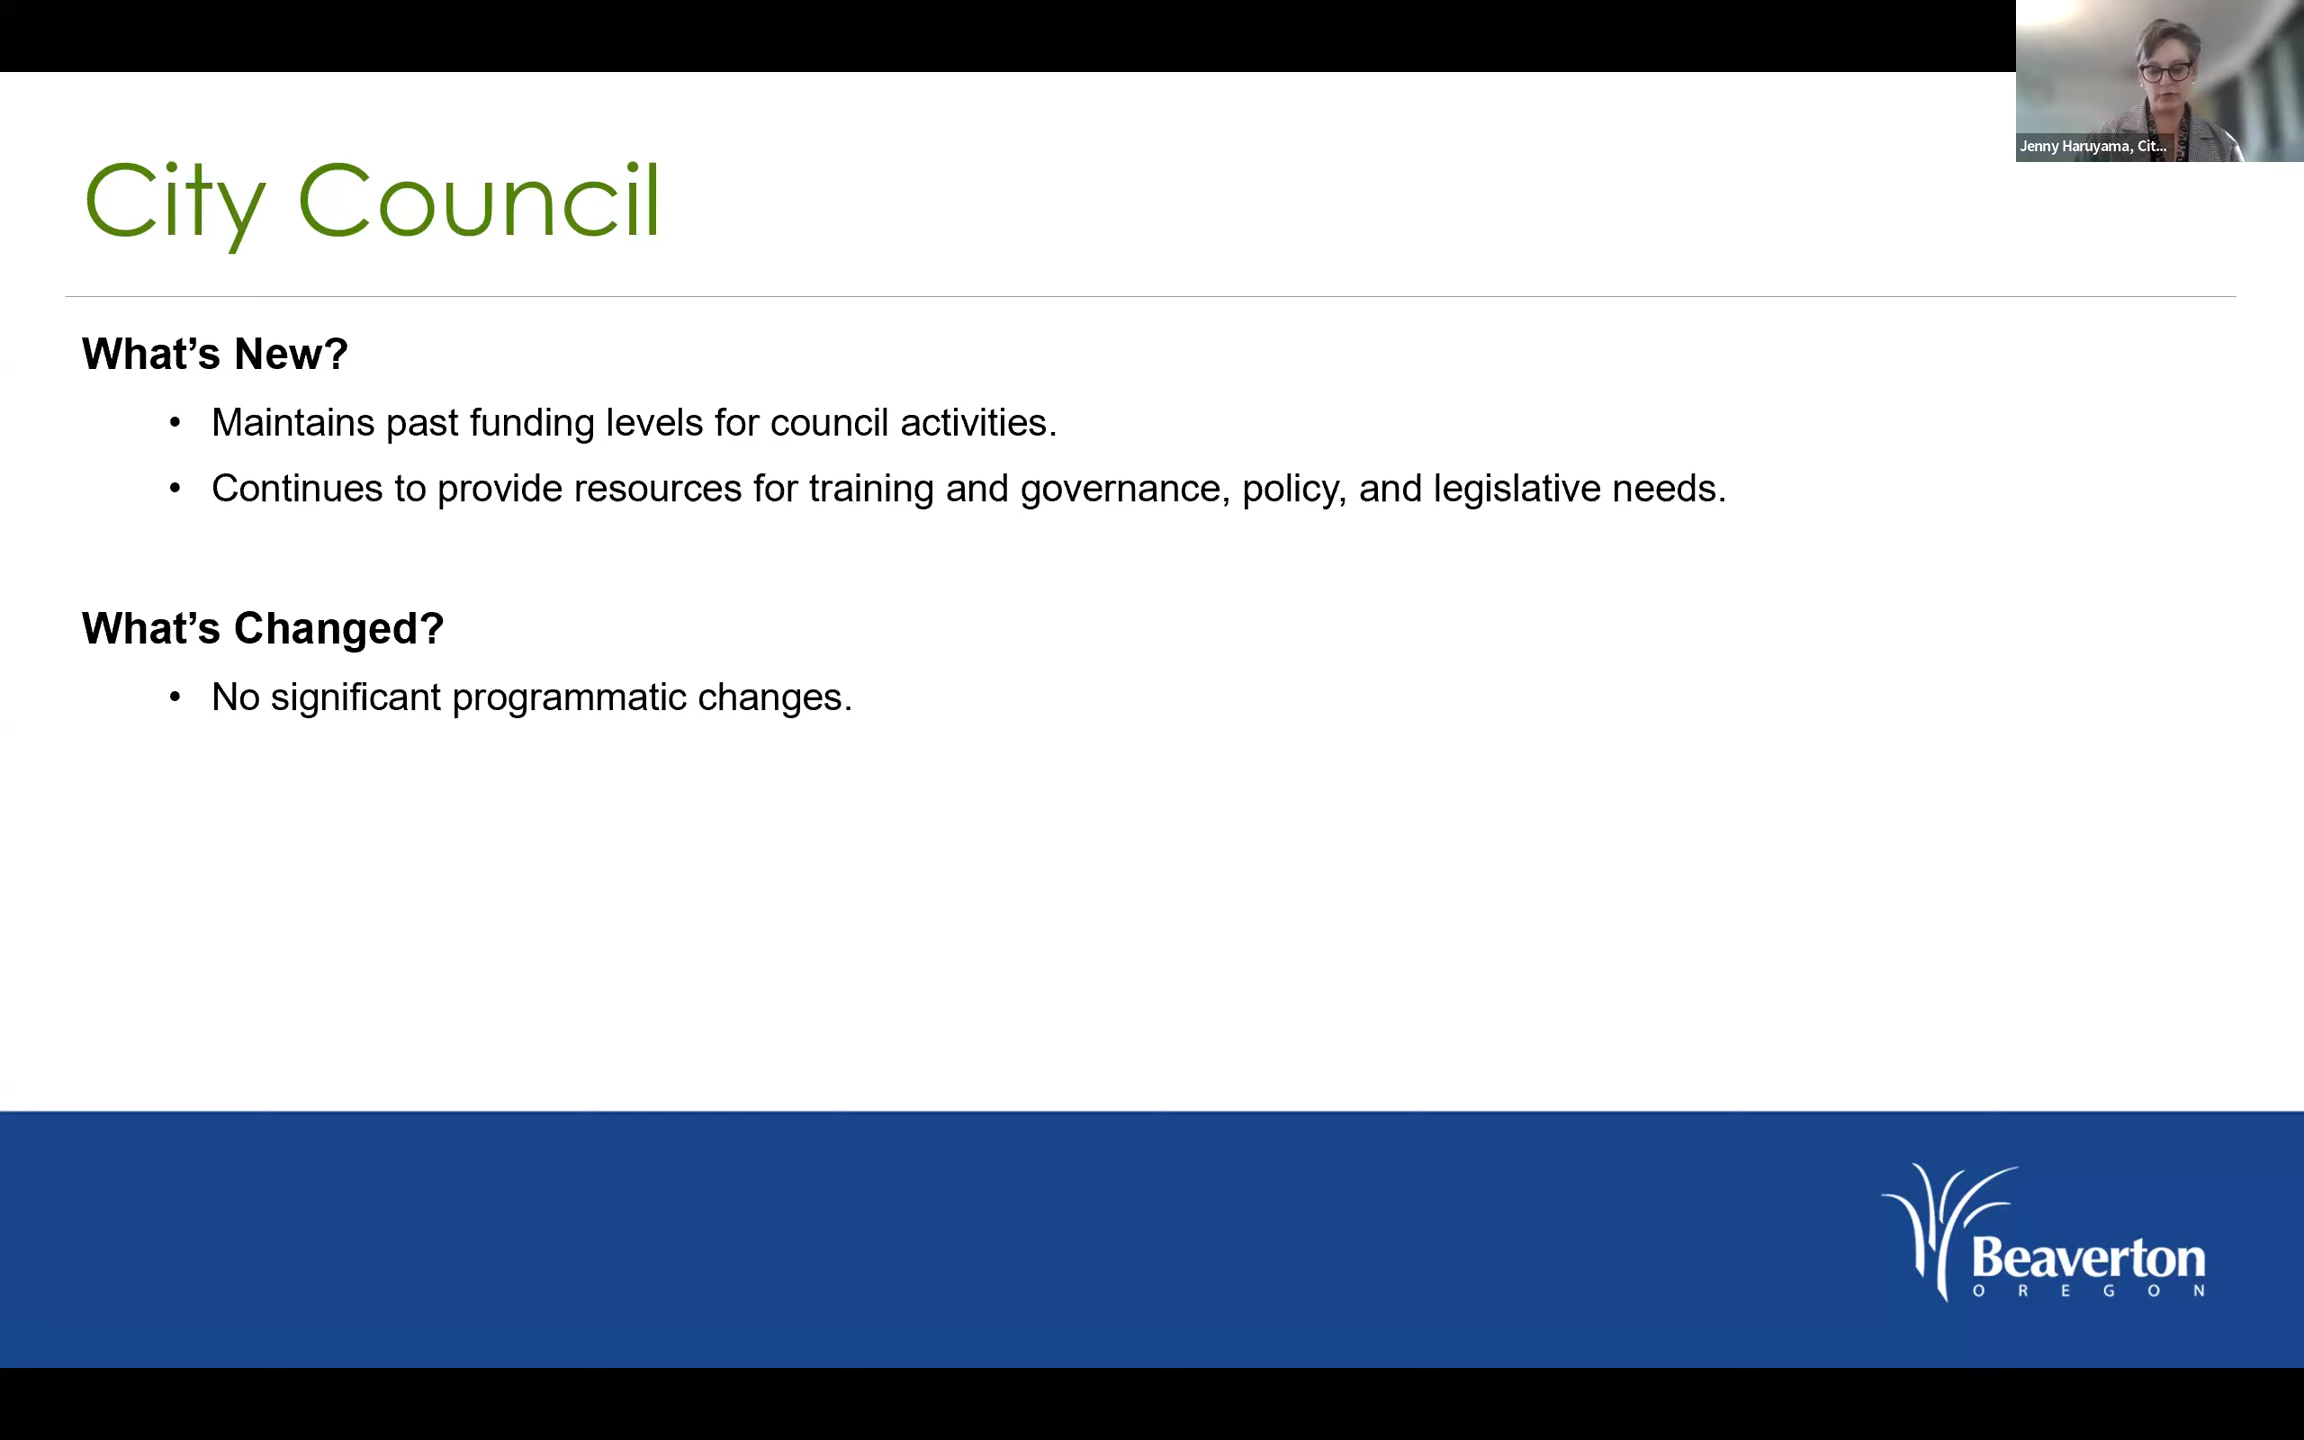 Jenny Haruyama, Cit...
City Council
What’s New?
• Maintains past funding levels for council activities.
• Continues to provide resources for training and governance, policy, and legislative needs.
What’s Changed?
• No significant programmatic changes.
Beaverton
OREGON